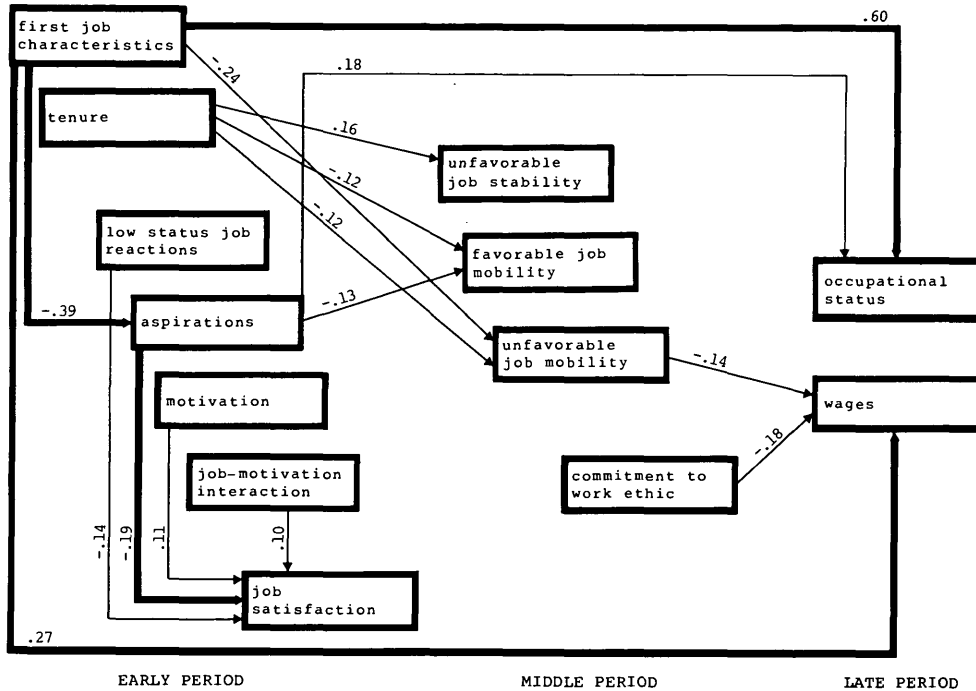 .60
first job
characteristics
-.24
.18
tenure
.16
unfavorable
job stability
-.12
-.12
low status job
reactions
favorable job
mobility
occupational
status
-.39
aspirations
-.13
unfavorable
job mobility
-.14
wages
motivation
-.18
job-motivation
interaction
commitment to
work ethic
-.14
-.19
.11
.10
job
satisfaction
.27
EARLY PERIOD
MIDDLE PERIOD
LATE PERIOD